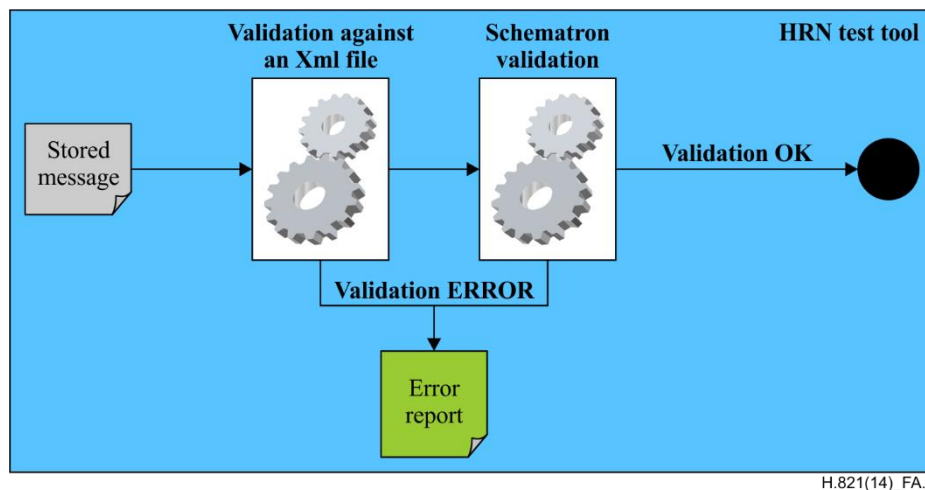 Validation against
an Xml file
Schematron
validation
HRN test tool
Stored
message
Validation OK
Validation ERROR
Error
report
H.821(14)_FA.